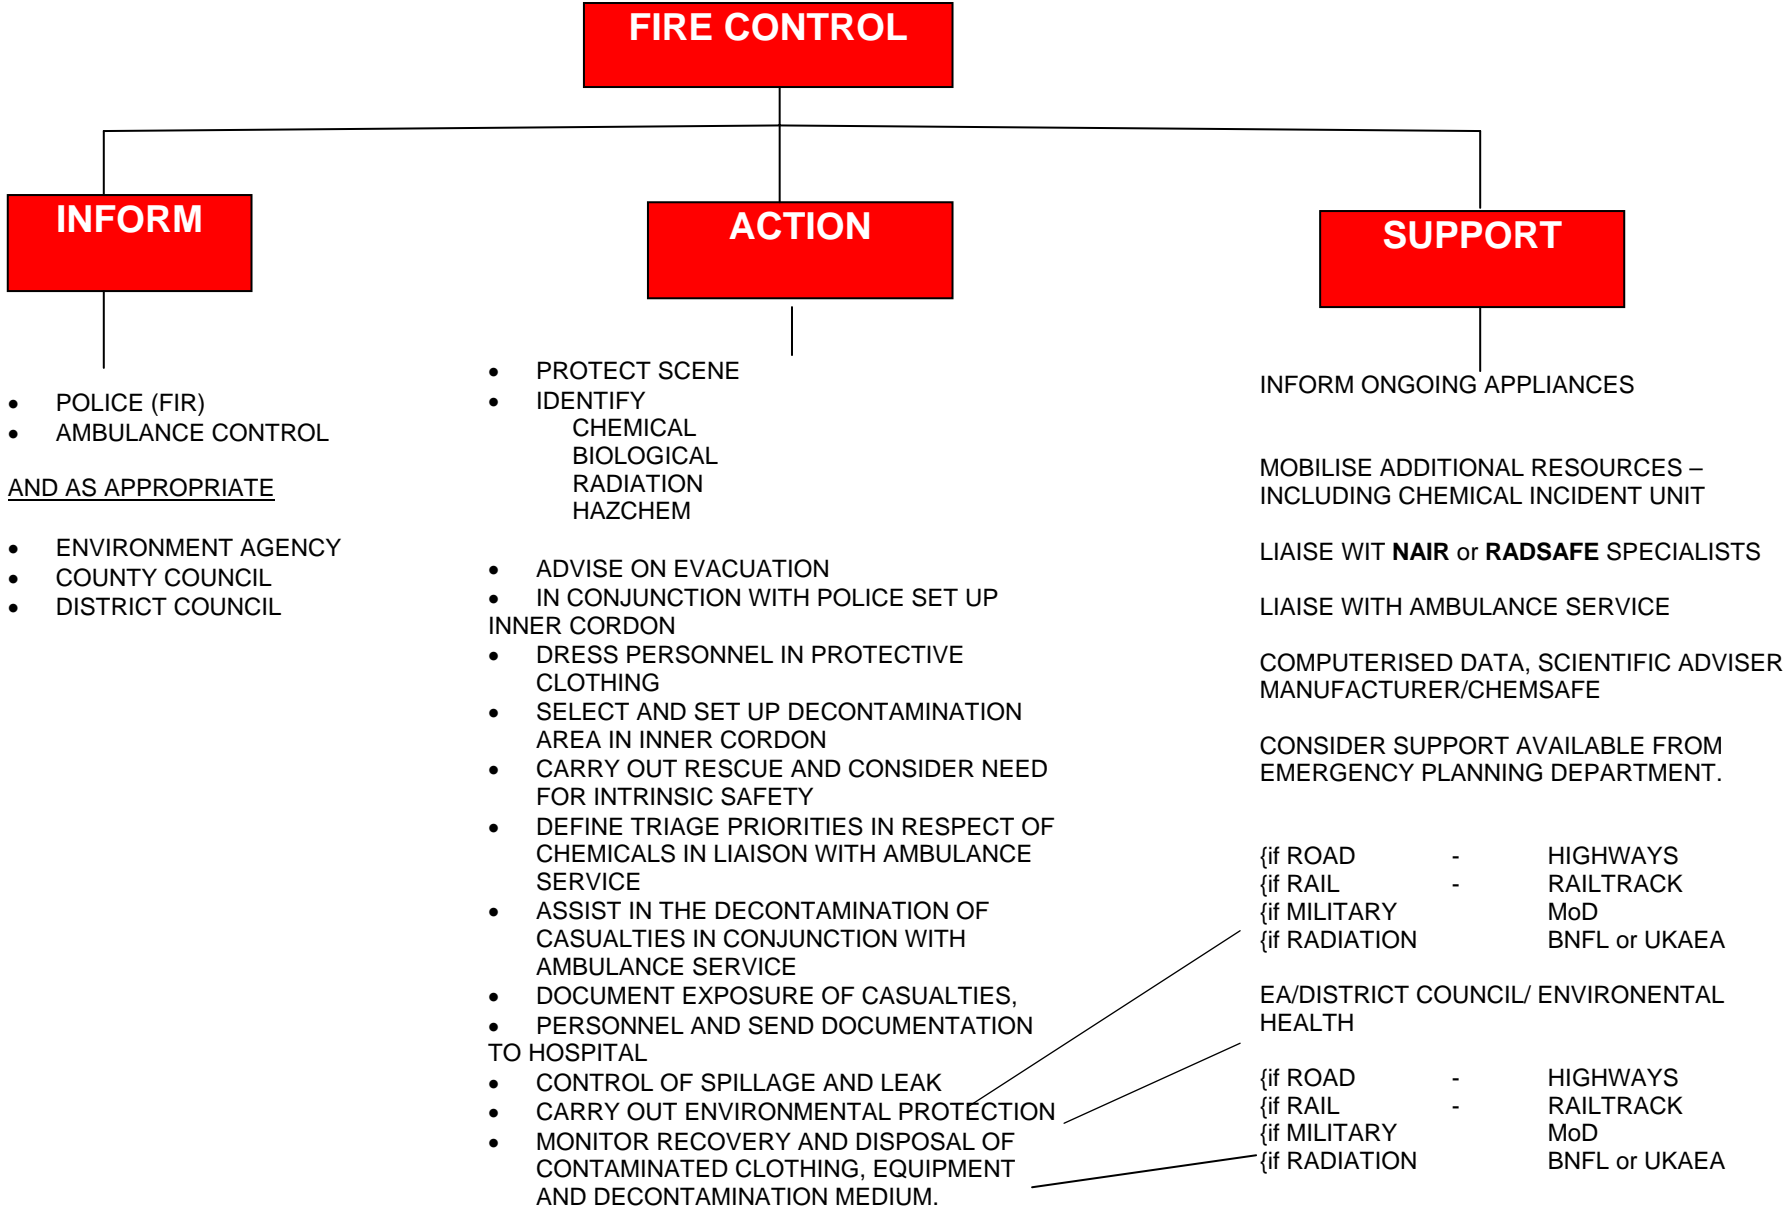 FIRE CONTROL
INFORM
• POLICE (FIR)
• AMBULANCE CONTROL
AND AS APPROPRIATE
• ENVIRONMENT AGENCY
• COUNTY COUNCIL
• DISTRICT COUNCIL
ACTION
• PROTECT SCENE
• IDENTIFY
CHEMICAL
BIOLOGICAL
RADIATION
HAZCHEM
• ADVISE ON EVACUATION
• IN CONJUNCTION WITH POLICE SET UP
INNER CORDON
• DRESS PERSONNEL IN PROTECTIVE
CLOTHING
• SELECT AND SET UP DECONTAMINATION
AREA IN INNER CORDON
• CARRY OUT RESCUE AND CONSIDER NEED
FOR INTRINSIC SAFETY
• DEFINE TRIAGE PRIORITIES IN RESPECT OF
CHEMICALS IN LIAISON WITH AMBULANCE
SERVICE
• ASSIST IN THE DECONTAMINATION OF
CASUALTIES IN CONJUNCTION WITH
AMBULANCE SERVICE
• DOCUMENT EXPOSURE OF CASUALTIES,
• PERSONNEL AND SEND DOCUMENTATION
TO HOSPITAL
• CONTROL OF SPILLAGE AND LEAK
• CARRY OUT ENVIRONMENTAL PROTECTION
• MONITOR RECOVERY AND DISPOSAL OF
CONTAMINATED CLOTHING, EQUIPMENT
AND DECONTAMINATION MEDIUM.
SUPPORT
INFORM ONGOING APPLIANCES
MOBILISE ADDITIONAL RESOURCES –
INCLUDING CHEMICAL INCIDENT UNIT
LIAISE WIT NAIR or RADSAFE SPECIALISTS
LIAISE WITH AMBULANCE SERVICE
COMPUTERISED DATA, SCIENTIFIC ADVISER
MANUFACTURER/CHEMSAFE
CONSIDER SUPPORT AVAILABLE FROM
EMERGENCY PLANNING DEPARTMENT.
{if ROAD - HIGHWAYS
{if RAIL - RAILTRACK
{if MILITARY MoD
{if RADIATION BNFL or UKAEA
EA/DISTRICT COUNCIL/ ENVIRONENTAL
HEALTH
{if ROAD - HIGHWAYS
{if RAIL - RAILTRACK
{if MILITARY MoD
{if RADIATION BNFL or UKAEA